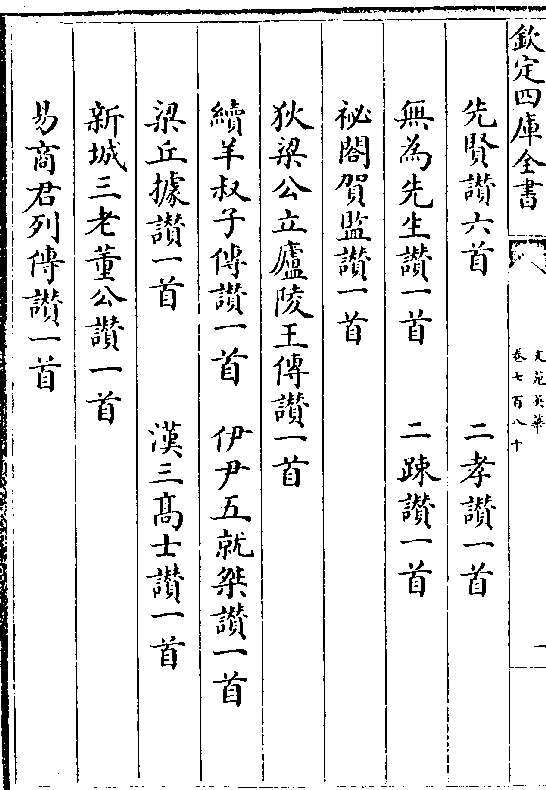 欽定四庫全書
文苑英華
卷七百八十
一
先賢讃六首 二孝讃一首
無為先生讃一首 二踈讃一首
祕閣賀監讃一首
狄梁公立廬陵王傳讃一首
續羊叔子傳讃一首 伊尹五就桀讃一首
梁丘據讃一首 漢三髙士讃一首
新城三老董公讃一首
易商君列傳讃一首